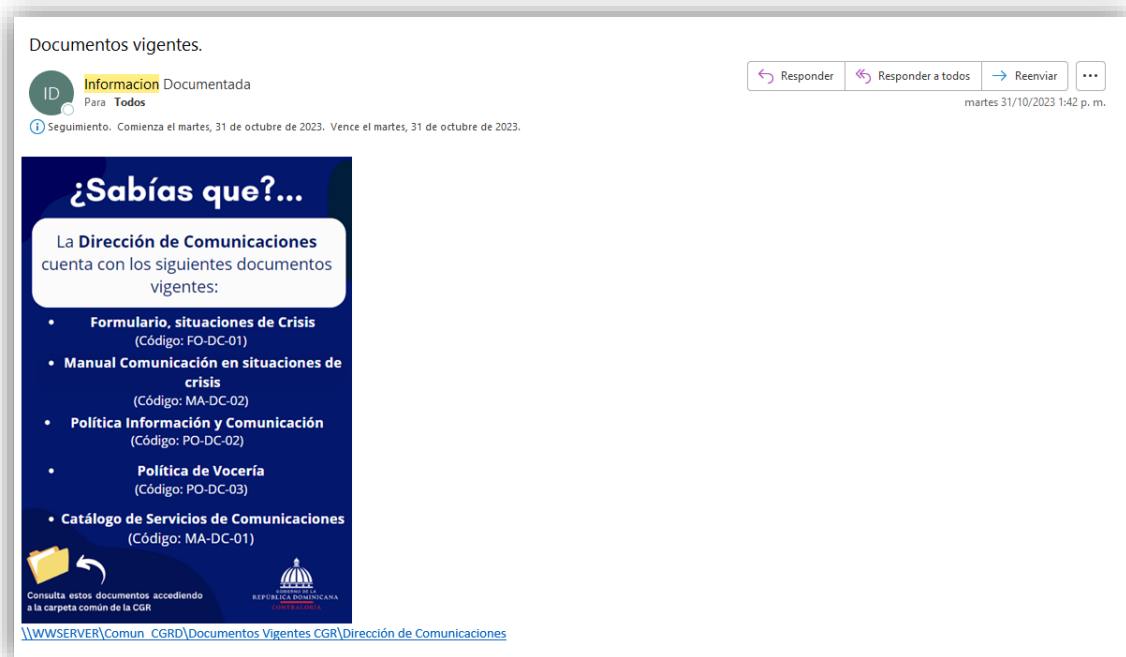 Documentos vigentes.
ID
Informacion Documentada
Para Todos
Responder
Responder a todos
Reenviar
martes 31/10/2023 1:42 p. m.
Seguimiento. Comienza el martes, 31 de octubre de 2023. Vence el martes, 31 de octubre de 2023.
¿Sabías que?...
La Dirección de Comunicaciones
cuenta con los siguientes documentos
vigentes:
• Formulario, situaciones de Crisis
(Código: FO-DC-01)
• Manual Comunicación en situaciones de
crisis
(Código: MA-DC-02)
• Política Información y Comunicación
(Código: PO-DC-02)
• Política de Vocería
(Código: PO-DC-03)
• Catálogo de Servicios de Comunicaciones
(Código: MA-DC-01)
Consulta estos documentos accediendo
a la carpeta común de la CGR
GOBIERNO DE LA
REPÚBLICA DOMINICANA
CONTRALORÍA
\\WWSERVER\Comun_CGRD\Documentos Vigentes CGR\Dirección de Comunicaciones